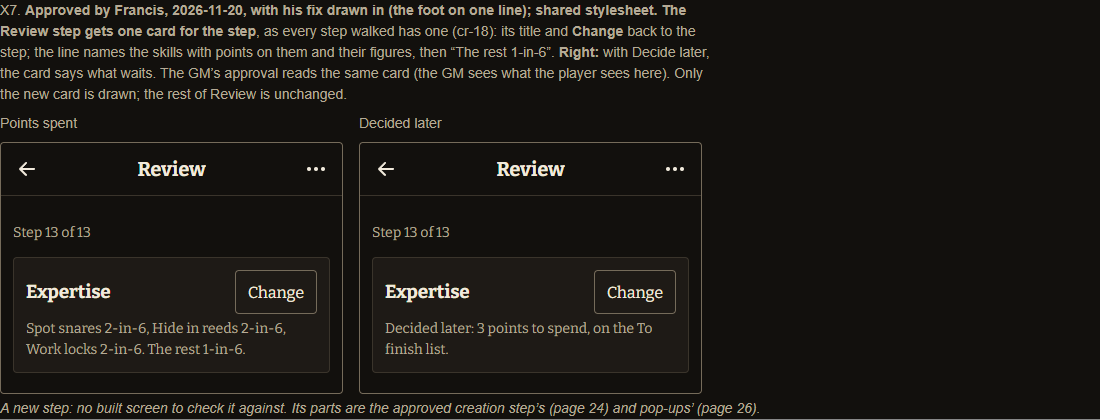 X7. Approved by Francis, 2026-11-20, with his fix drawn in (the foot on one line); shared stylesheet. The
Review step gets one card for the step, as every step walked has one (cr-18): its title and Change back to the
step; the line names the skills with points on them and their figures, then “The rest 1-in-6”. Right: with Decide later,
the card says what waits. The GM’s approval reads the same card (the GM sees what the player sees here). Only
the new card is drawn; the rest of Review is unchanged.
Points spent
Review
Step 13 of 13
Expertise
Change
Spot snares 2-in-6, Hide in reeds 2-in-6,
Work locks 2-in-6. The rest 1-in-6.
Decided later
Review
Step 13 of 13
Expertise
Change
Decided later: 3 points to spend, on the To
finish list.
A new step: no built screen to check it against. Its parts are the approved creation step’s (page 24) and pop-ups’ (page 26).